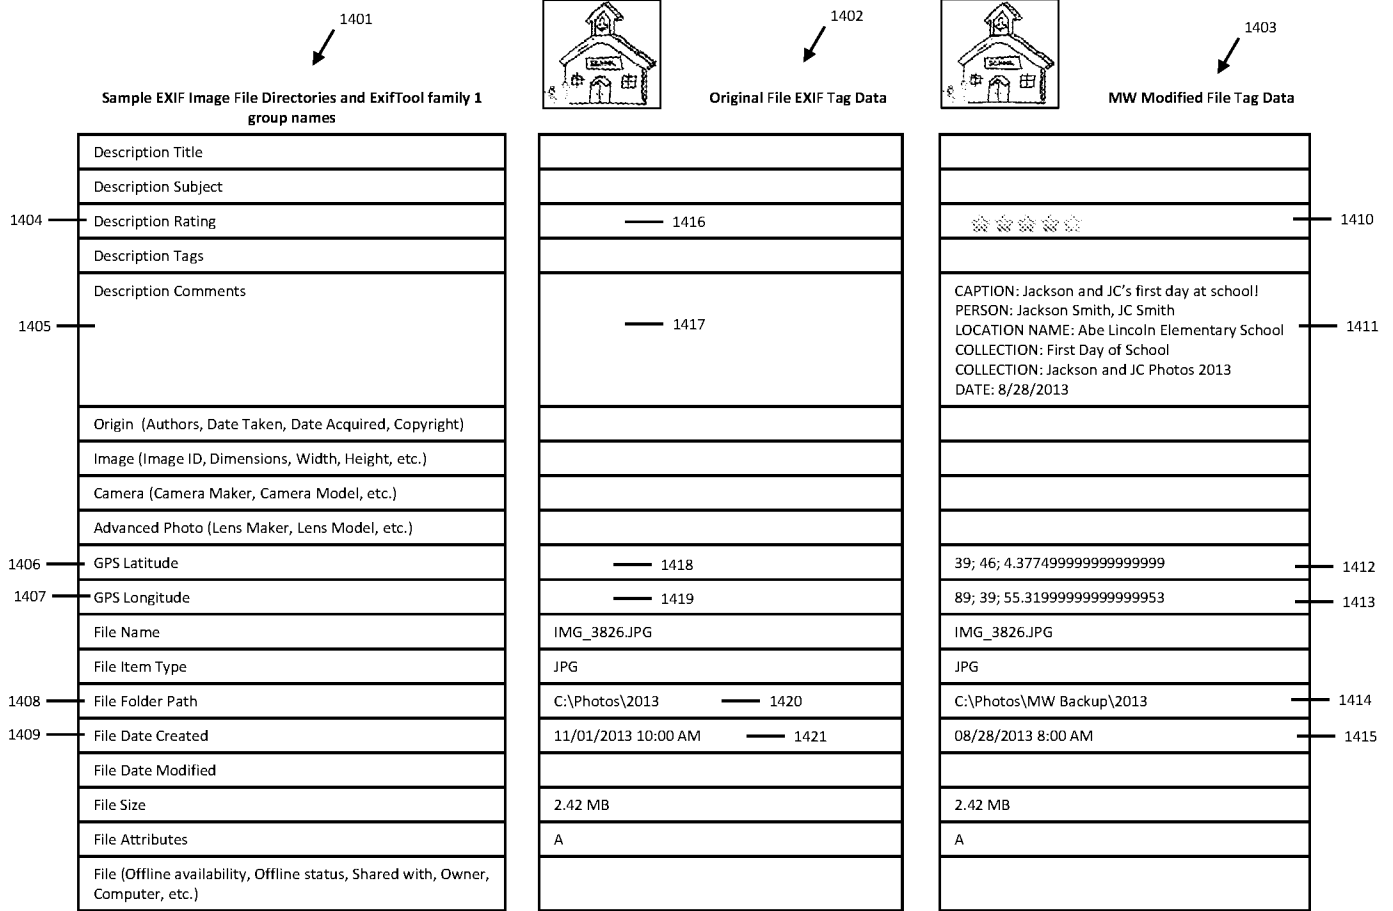 1401
1402
1403
SCHOOL
SCHOOL
Sample EXIF Image File Directories and ExifTool family 1
group names
Original File EXIF Tag Data
MW Modified File Tag Data
Description Title
Description Subject
1404 Description Rating 1416 1410
Description Tags
Description Comments
1405
1417
CAPTION: Jackson and JC's first day at school!
PERSON: Jackson Smith, JC Smith
LOCATION NAME: Abe Lincoln Elementary School 1411
COLLECTION: First Day of School
COLLECTION: Jackson and JC Photos 2013
DATE: 8/28/2013
Origin (Authors, Date Taken, Date Acquired, Copyright)
Image (Image ID, Dimensions, Width, Height, etc.)
Camera (Camera Maker, Camera Model, etc.)
Advanced Photo (Lens Maker, Lens Model, etc.)
1406 GPS Latitude 1418 39; 46; 4.377499999999999999 1412
1407 GPS Longitude 1419 89; 39; 55.31999999999999953 1413
File Name IMG_3826.JPG IMG_3826.JPG
File Item Type JPG JPG
1408 File Folder Path C:\Photos\2013 1420 C:\Photos\MW Backup\2013 1414
1409 File Date Created 11/01/2013 10:00 AM 1421 08/28/2013 8:00 AM 1415
File Date Modified
File Size 2.42 MB 2.42 MB
File Attributes A A
File (Offline availability, Offline status, Shared with, Owner,
Computer, etc.)